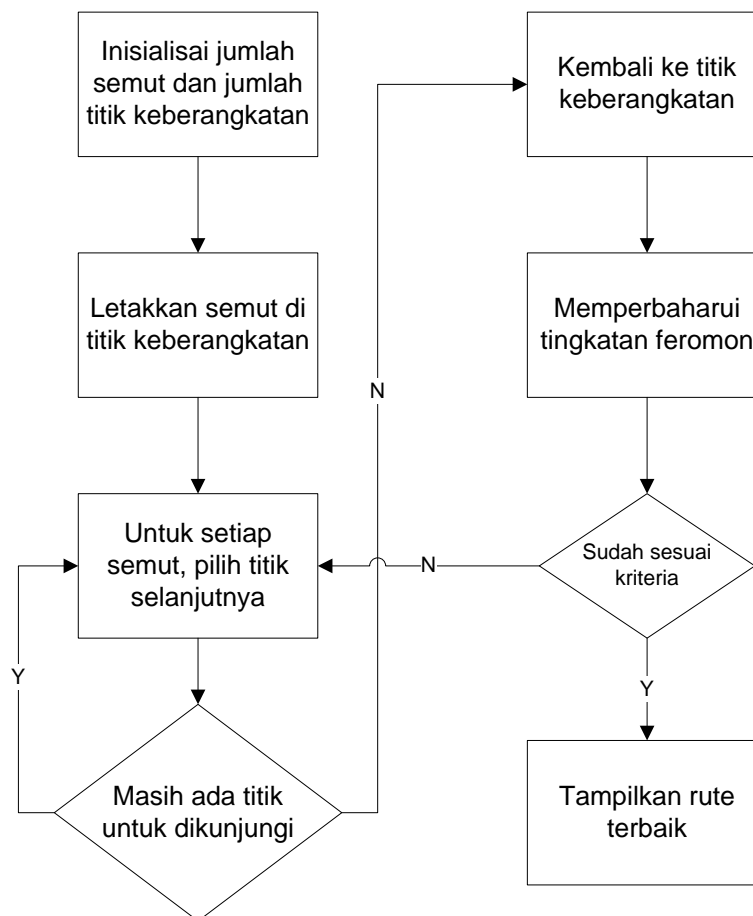 Inisialisai jumlah
semut dan jumlah
titik keberangkatan
Letakkan semut di
titik keberangkatan
Untuk setiap
semut, pilih titik
selanjutnya
Y
Masih ada titik
untuk dikunjungi
N
Kembali ke titik
keberangkatan
Memperbaharui
tingkatan feromon
Sudah sesuai
kriteria
N
Y
Tampilkan rute
terbaik